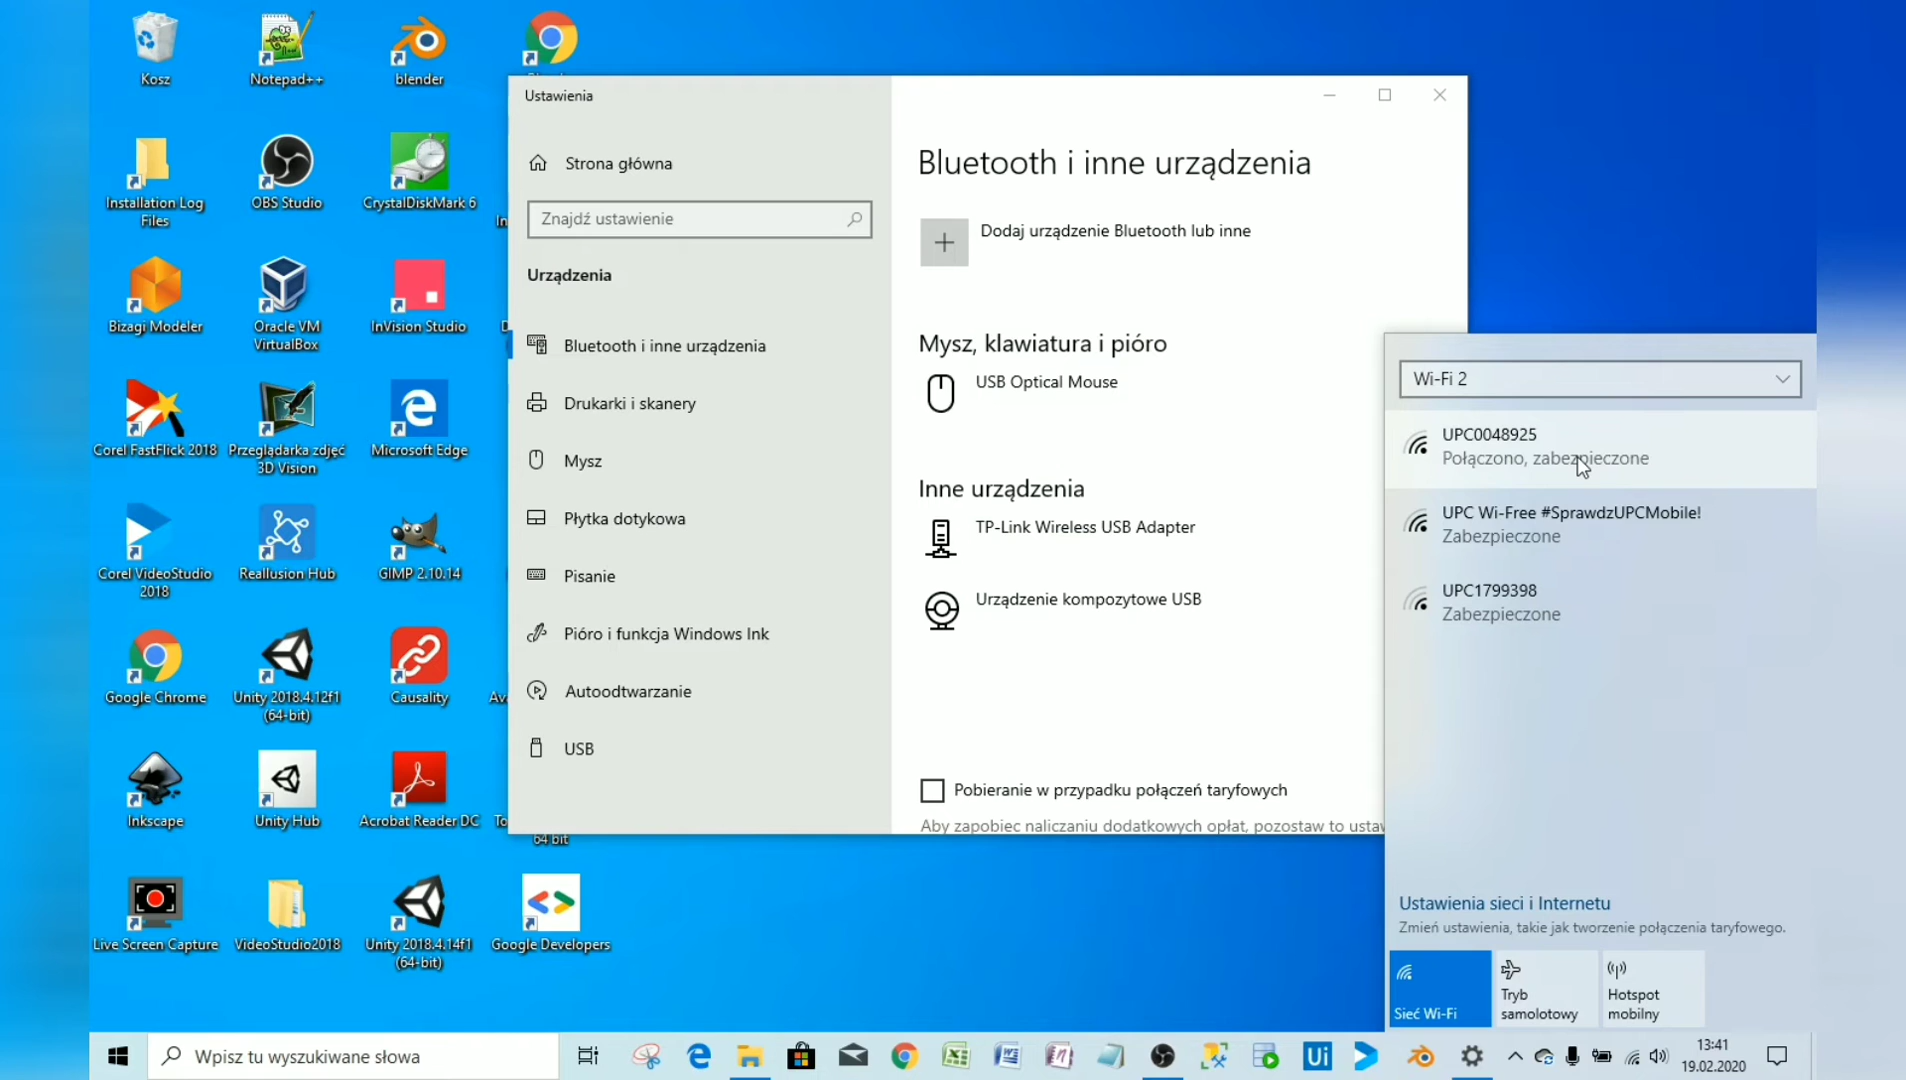 Kosz
Notepad++
blender
Installation Log
Files
OBS Studio
CrystalDiskMark 6
Bizagi Modeler
Oracle VM
VirtualBox
InVision Studio
Corel FastFlick 2018
Przeglądarka zdjęć
3D Vision
Microsoft Edge
Corel VideoStudio
2018
Reallusion Hub
GIMP 2.10.14
Google Chrome
Unity 2018.4.12f1
(64-bit)
Causality
Inkscape
Unity Hub
Acrobat Reader DC
64 bit
Live Screen Capture
VideoStudio2018
Unity 2018.4.14f1
(64-bit)
Google Developers
Ustawienia
Strona główna
Znajdź ustawienie
Urządzenia
Bluetooth i inne urządzenia
Drukarki i skanery
Mysz
Płytka dotykowa
Pisanie
Pióro i funkcja Windows Ink
Autoodtwarzanie
USB
Bluetooth i inne urządzenia
Dodaj urządzenie Bluetooth lub inne
Mysz, klawiatura i pióro
USB Optical Mouse
Inne urządzenia
TP-Link Wireless USB Adapter
Urządzenie kompozytowe USB
Pobieranie w przypadku połączeń taryfowych
Aby zapobiec naliczaniu dodatkowych opłat, pozostaw to ustaw
Wi-Fi 2
UPC0048925
Połączono, zabezpieczone
UPC Wi-Free #SprawdzUPCMobile!
Zabezpieczone
UPC1799398
Zabezpieczone
Ustawienia sieci i Internetu
Zmień ustawienia, takie jak tworzenie połączenia taryfowego.
Sieć Wi-Fi
Tryb
samolotowy
Hotspot
mobilny
Wpisz tu wyszukiwane słowa
Ui
13:41
19.02.2020